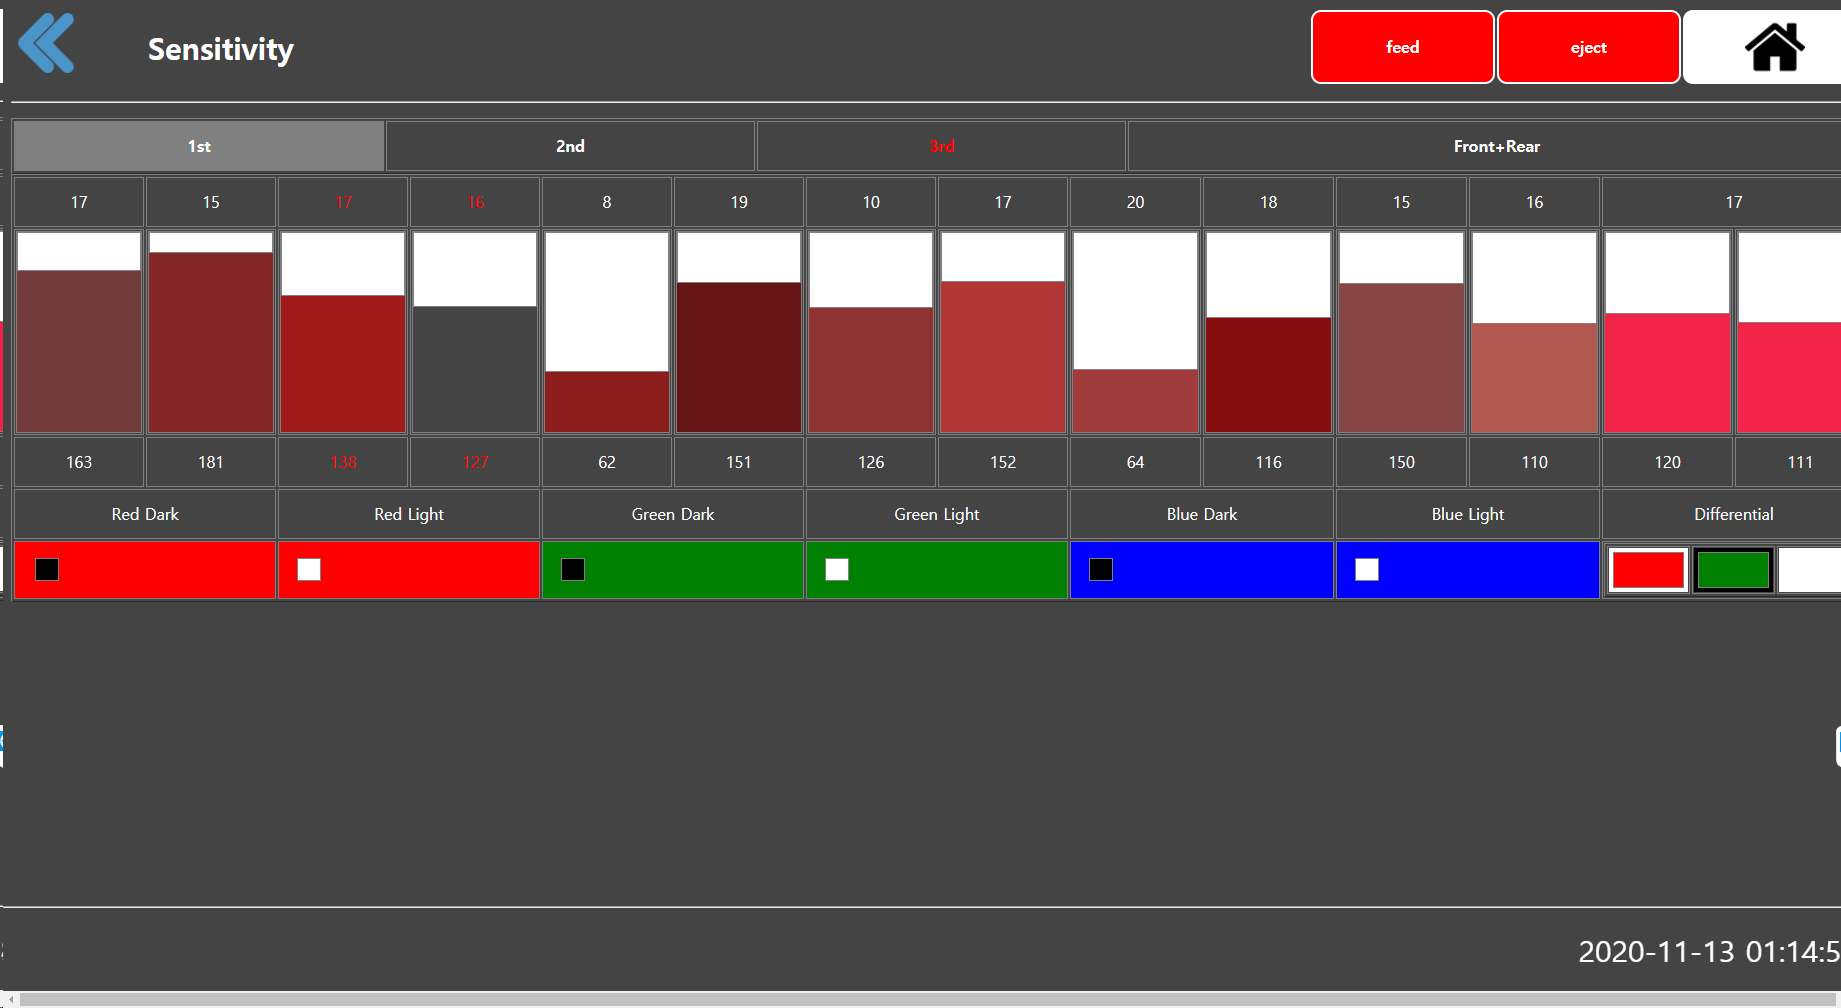 Sensitivity
feed
eject
1st 2nd 3rd Front+Rear
17 15 17 16 8 19 10 17 20 18 15 16 17
163 181 138 127 62 151 126 152 64 116 150 110 120 111
Red Dark Red Light Green Dark Green Light Blue Dark Blue Light Differential
2020-11-13 01:14:5